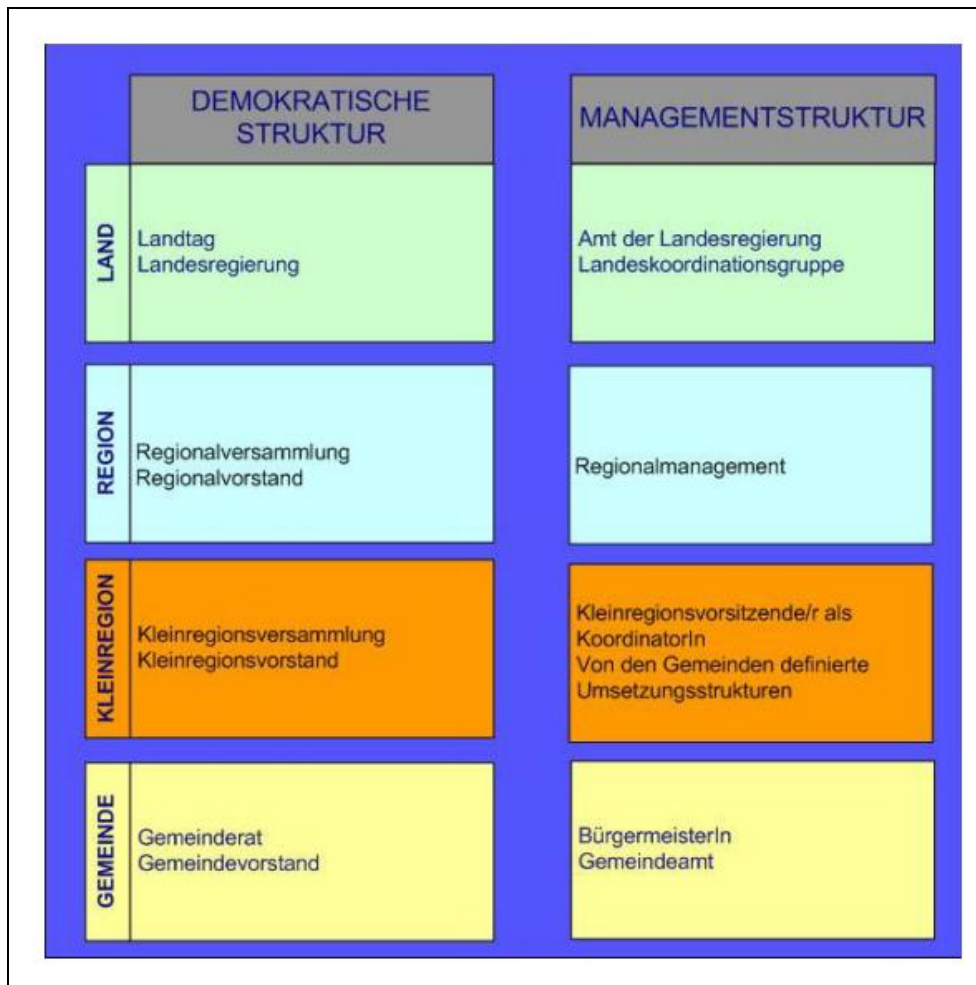 DEMOKRATISCHE
STRUKTUR
MANAGEMENTSTRUKTUR
LAND
Landtag
Landesregierung
Amt der Landesregierung
Landeskoordinationsgruppe
REGION
Regionalversammlung
Regionalvorstand
Regionalmanagement
KLEINREGION
Kleinregionsversammlung
Kleinregionsvorstand
Kleinregionsvorsitzende/r als
KoordinatorIn
Von den Gemeinden definierte
Umsetzungsstrukturen
GEMEINDE
Gemeinderat
Gemeindevorstand
BürgermeisterIn
Gemeindeamt